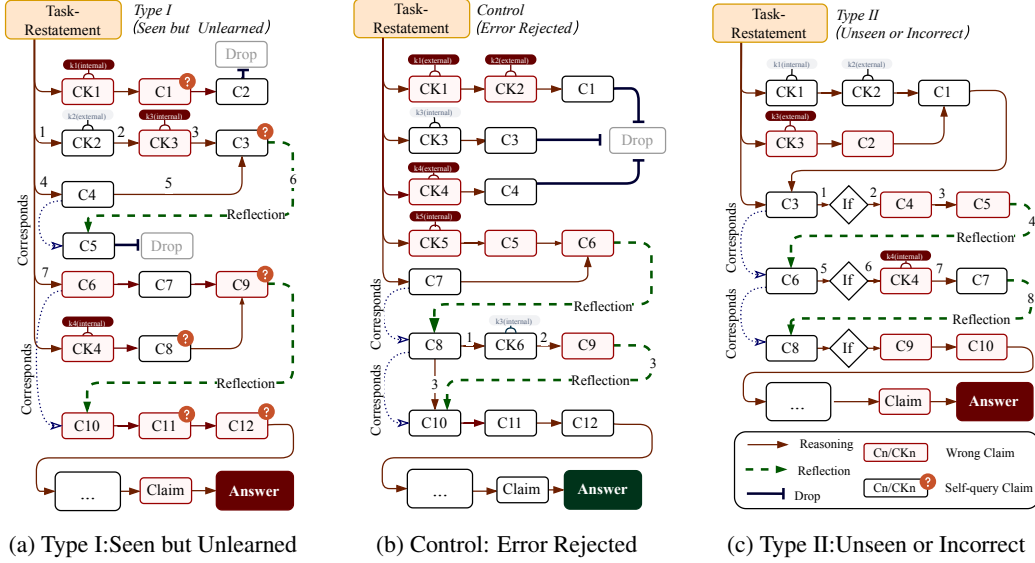 Task-
Restatement
Type I
(Seen but Unlearned)
Drop
k1(internal)
CK1
C1
?
C2
k2(external)
k3(internal)
1
CK2
2
CK3
3
C3
?
4
C4
5
6
Reflection
Corresponds
C5
Drop
7
C6
C7
C9
?
k4(internal)
CK4
C8
?
Corresponds
Reflection
C10
C11
?
C12
?
...
Claim
Answer
(a) Type I:Seen but Unlearned
Task-
Restatement
Control
(Error Rejected)
k1(external)
k2(external)
CK1
CK2
C1
k3(internal)
CK3
C3
Drop
k4(external)
CK4
C4
k5(internal)
CK5
C5
C6
C7
Reflection
Corresponds
k3(internal)
C8
1
CK6
2
C9
3
3
Reflection
Corresponds
C10
C11
C12
...
Claim
Answer
(b) Control: Error Rejected
Task-
Restatement
Type II
(Unseen or Incorrect)
k1(internal)
k2(external)
CK1
CK2
C1
k3(external)
CK3
C2
C3
1
If
2
C4
3
C5
4
Reflection
Corresponds
k4(internal)
C6
5
If
6
CK4
7
C7
8
Reflection
Corresponds
C8
If
C9
C10
...
Claim
Answer
Reasoning
Cn/CKn
Wrong Claim
Reflection
Drop
Cn/CKn
?
Self-query Claim
(c) Type II:Unseen or Incorrect